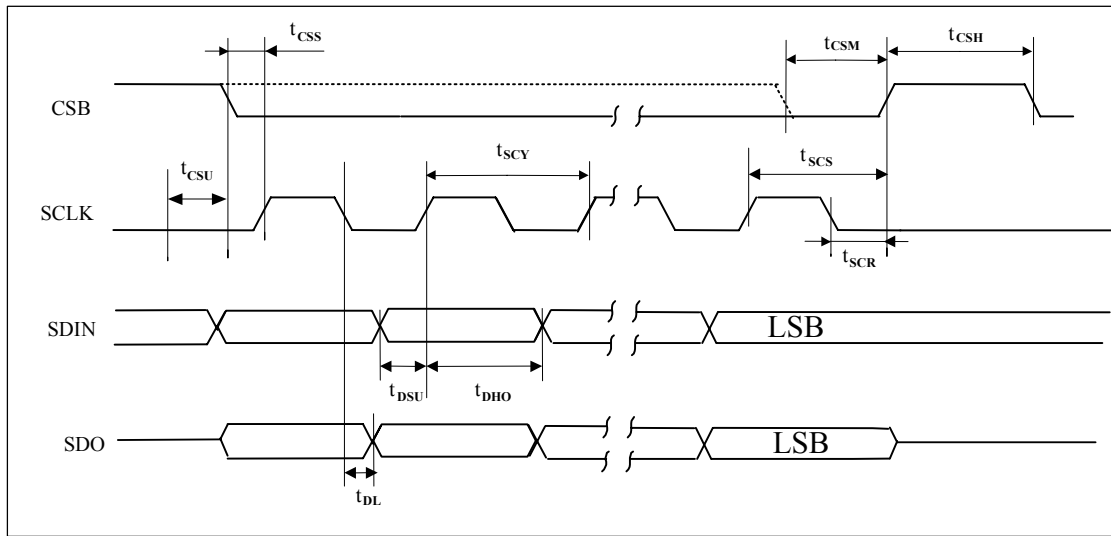 tCSS
tCSM
tCSH
CSB
tCSU
tSCY
tSCS
SCLK
tSCR
SDIN
LSB
tDSU
tDHO
SDO
LSB
tDL